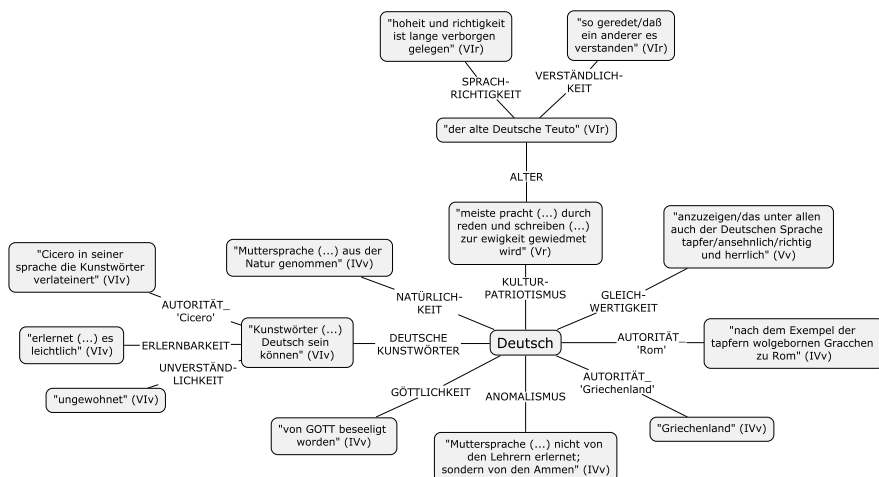 "hoheit und richtigkeit
ist lange verborgen
gelegen" (VIr)
"so geredet/daß
ein anderer es
verstanden" (VIr)
SPRACH-
RICHTIGKEIT
VERSTÄNDLICH-
KEIT
"der alte Deutsche Teuto" (VIr)
ALTER
"meiste pracht (...) durch
reden und schreiben (...)
zur ewigkeit gewiedmet
wird" (Vr)
"anzuzeigen/das unter allen
auch der Deutschen Sprache
tapfer/ansehnlich/richtig
und herrlich" (Vv)
"Muttersprache (...) aus der
Natur genommen" (IVv)
"Cicero in seiner
sprache die Kunstwörter
verlateinert" (VIv)
KULTUR-
PATRIOTISMUS
GLEICH-
WERTIGKEIT
NATÜRLICH-
KEIT
AUTORITÄT_
'Cicero'
"Kunstwörter (...)
Deutsch sein
können" (VIv)
"erlernet (...) es
leichtlich" (VIv)
ERLERNBARKEIT
DEUTSCHE
KUNSTWÖRTER
Deutsch
AUTORITÄT_
'Rom'
"nach dem Exempel der
tapfern wolgebornen Gracchen
zu Rom" (IVv)
UNVERSTÄND-
LICHKEIT
"ungewohnet" (VIv)
GÖTTLICHKEIT
ANOMALISMUS
AUTORITÄT_
'Griechenland'
"von GOTT beseeligt
worden" (IVv)
"Muttersprache (...) nicht von
den Lehrern erlernet;
sondern von den Ammen" (IVv)
"Griechenland" (IVv)